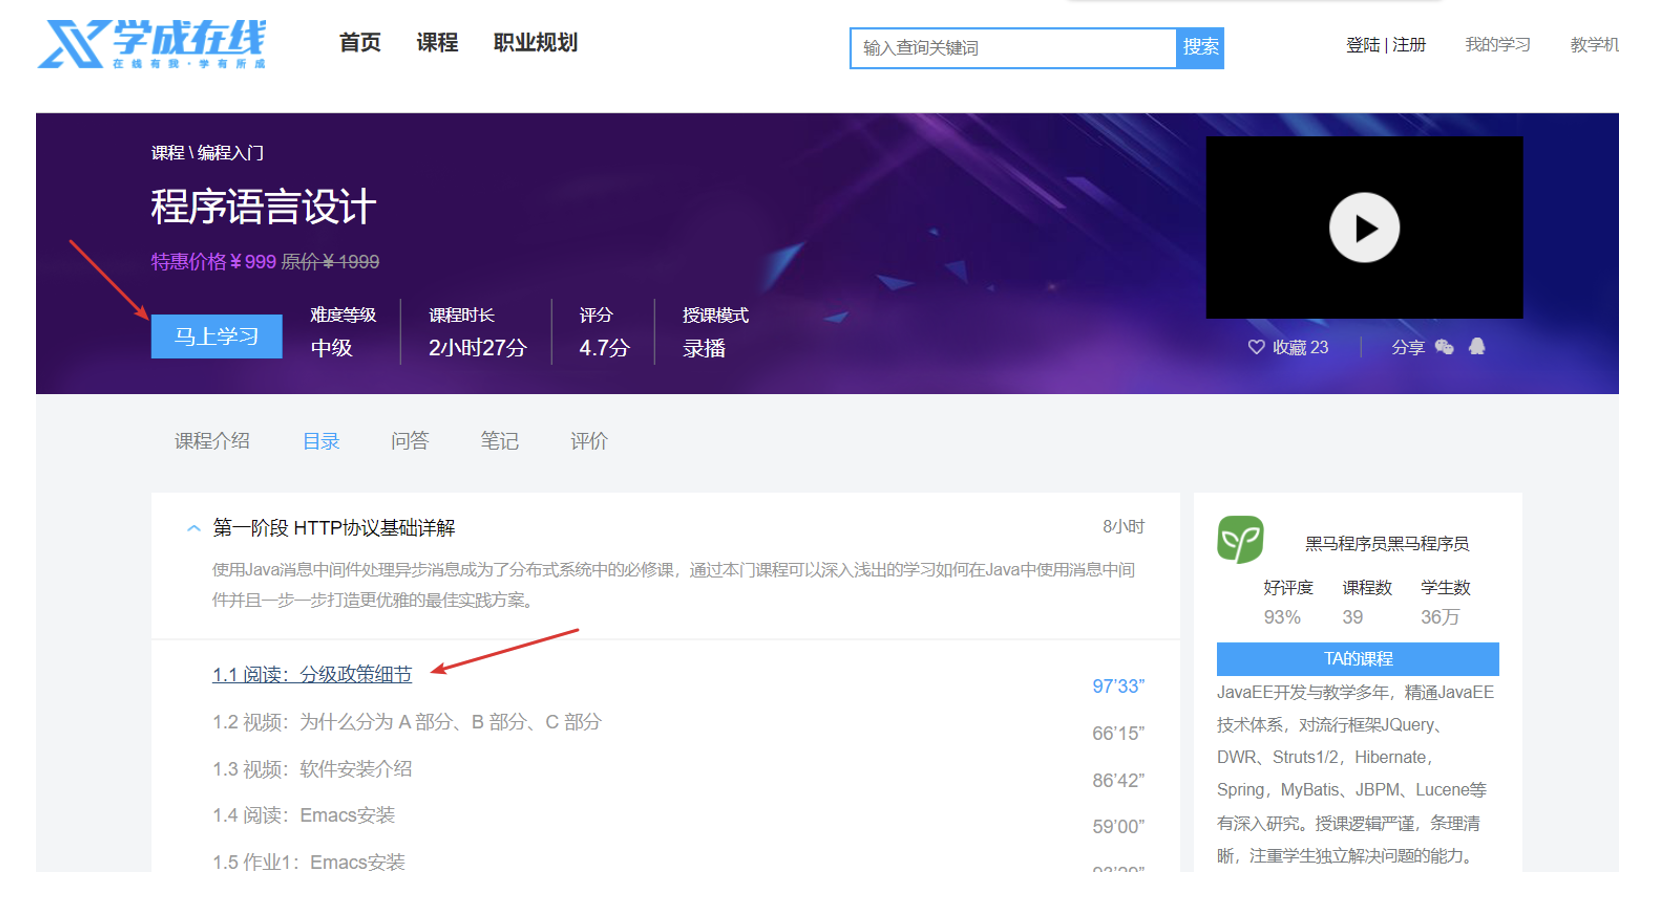 学成在线
在线有我·学有所成
首页 课程 职业规划
输入查询关键词 搜索
登陆 | 注册 我的学习 教学机
课程 \ 编程入门
程序语言设计
特惠价格¥999 原价¥1999
马上学习
难度等级 课程时长 评分 授课模式
中级 2小时27分 4.7分 录播
收藏 23 分享
课程介绍 目录 问答 笔记 评价
第一阶段 HTTP协议基础详解 8小时
使用Java消息中间件处理异步消息成为了分布式系统中的必修课，通过本门课程可以深入浅出的学习如何在Java中使用消息中间
件并且一步一步打造更优雅的最佳实践方案。
1.1 阅读：分级政策细节 97’33”
1.2 视频：为什么分为 A 部分、B 部分、C 部分 66’15”
1.3 视频：软件安装介绍 86’42”
1.4 阅读：Emacs安装 59’00”
1.5 作业1：Emacs安装
黑马程序员黑马程序员
好评度 课程数 学生数
93% 39 36万
TA的课程
JavaEE开发与教学多年，精通JavaEE
技术体系，对流行框架JQuery、
DWR、Struts1/2，Hibernate，
Spring，MyBatis、JBPM、Lucene等
有深入研究。授课逻辑严谨，条理清
晰，注重学生独立解决问题的能力。